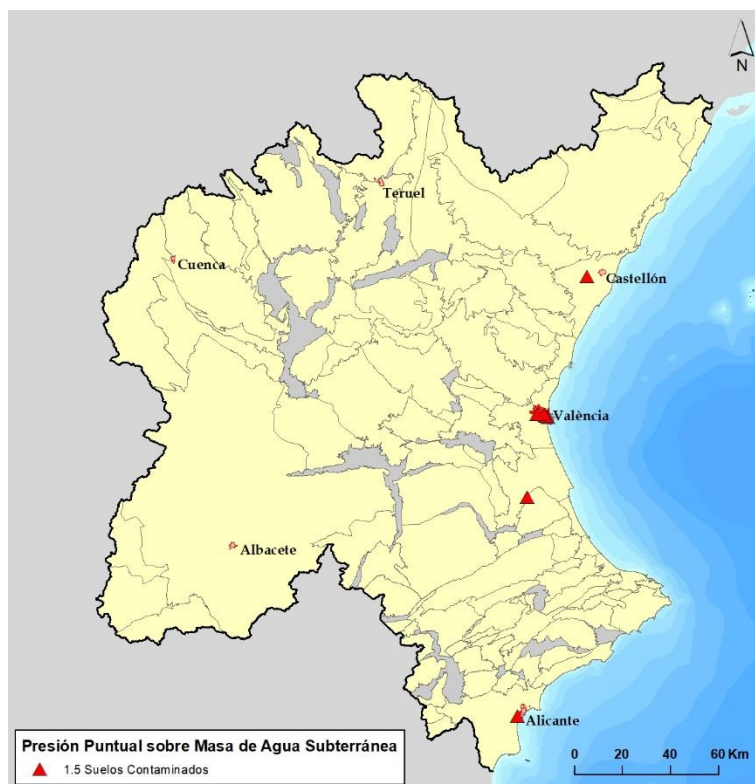 N
Teruel
Cuenca
Castellón
València
Albacete
Alicante
Presión Puntual sobre Masa de Agua Subterránea
1.5 Suelos Contaminados
0 20 40 60 Km